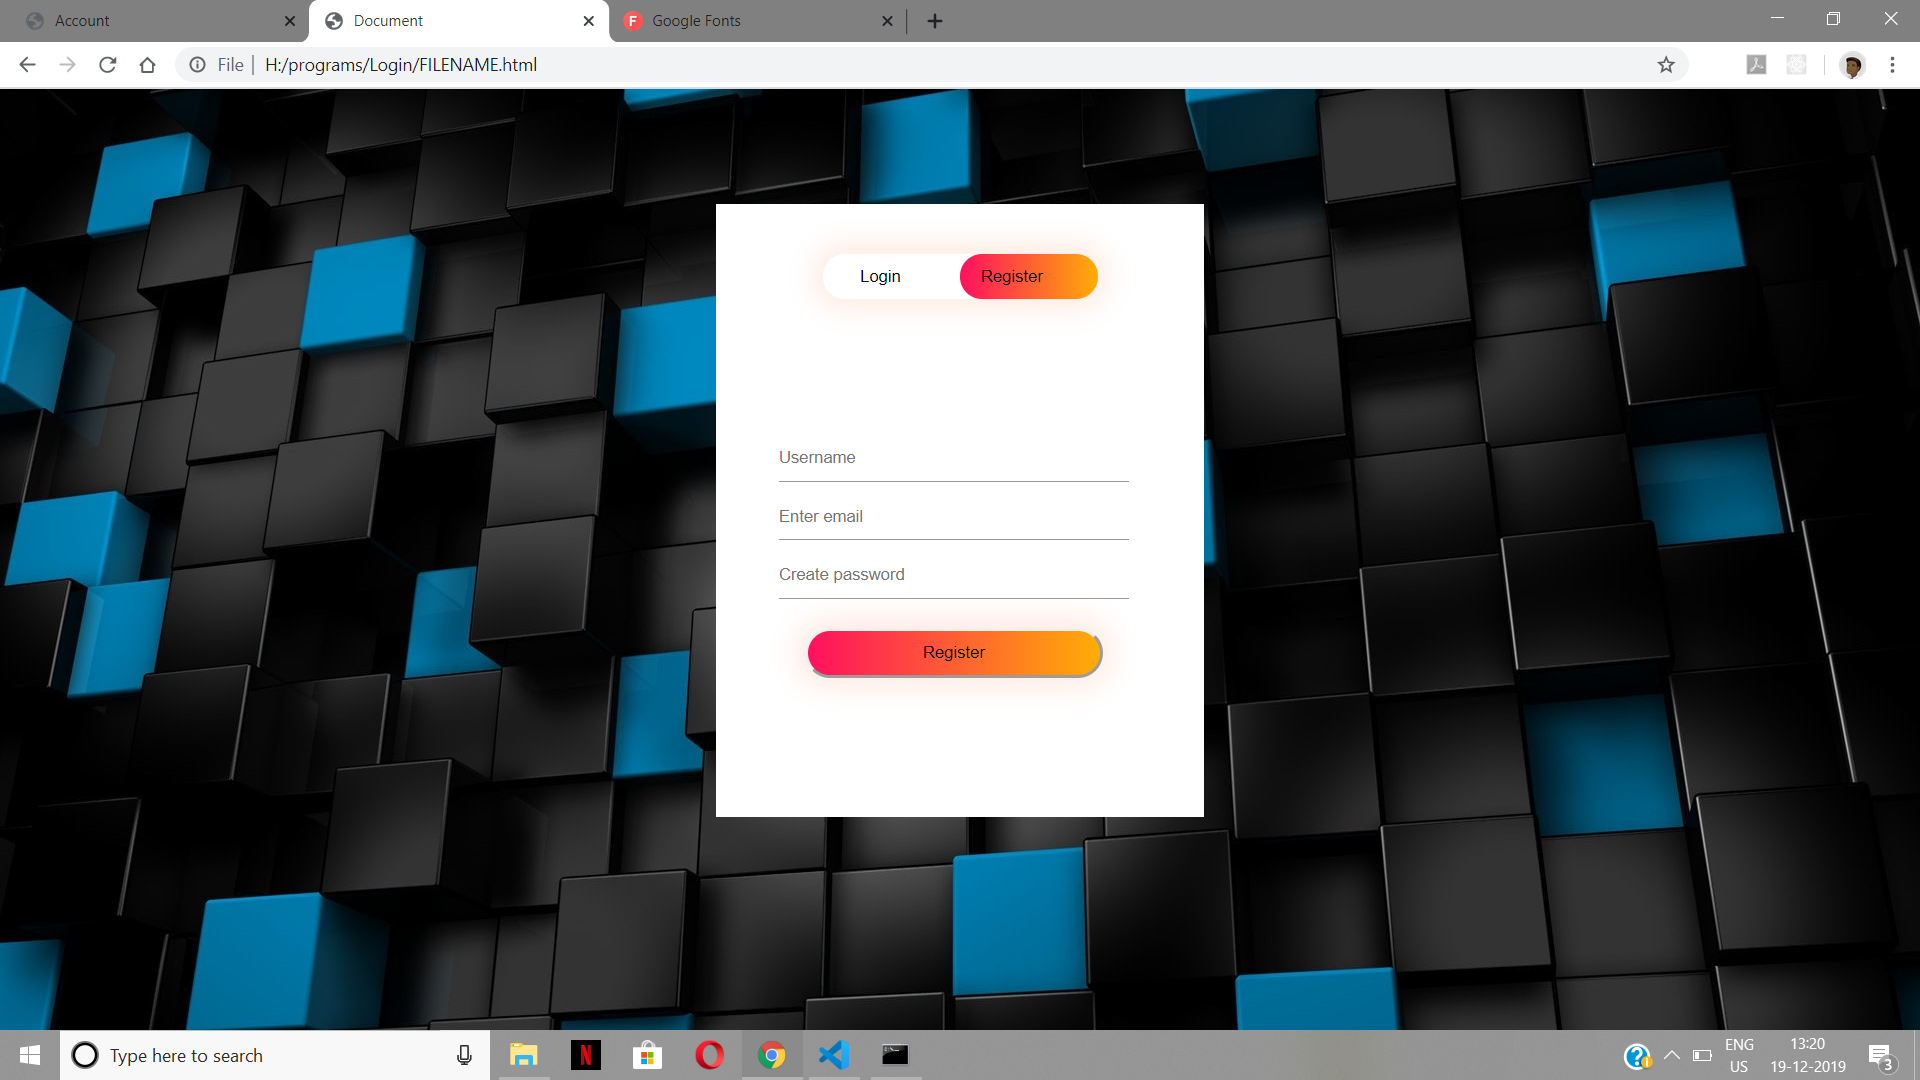 Account
Document
F Google Fonts
File | H:/programs/Login/FILENAME.html
Login
Register
Username
Enter email
Create password
Register
Type here to search
N
ENG
US
13:20
19-12-2019
3